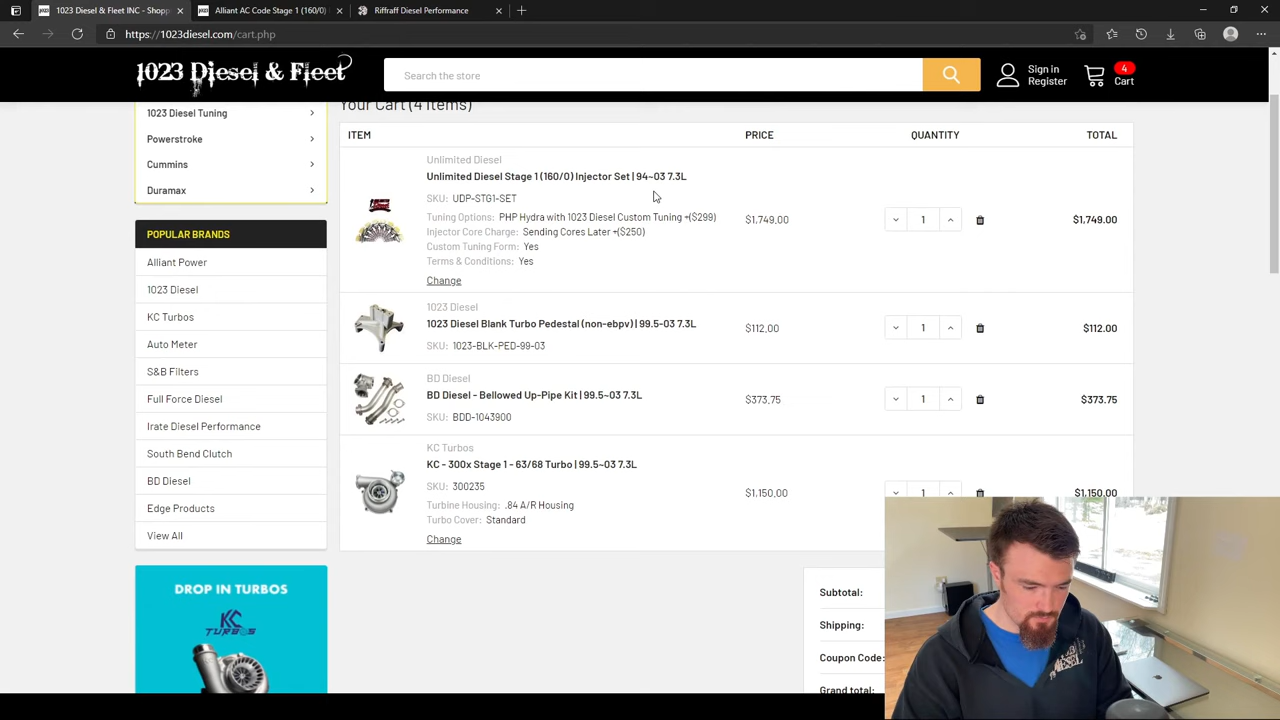 1023 Diesel & Fleet INC - Shopp
Alliant AC Code Stage 1 (160/0)
Riffraff Diesel Performance
https://1023diesel.com/cart.php
1023 Diesel & Fleet
Search the store
Sign in
Register
4
Cart
Your Cart (4 Items)
1023 Diesel Tuning
Powerstroke
Cummins
Duramax
POPULAR BRANDS
Alliant Power
1023 Diesel
KC Turbos
Auto Meter
S&B Filters
Full Force Diesel
Irate Diesel Performance
South Bend Clutch
BD Diesel
Edge Products
View All
DROP IN TURBOS
KC
TURBOS
ITEM PRICE QUANTITY TOTAL
Unlimited Diesel
Unlimited Diesel Stage 1 (160/0) Injector Set | 94~03 7.3L
SKU: UDP-STG1-SET
Tuning Options: PHP Hydra with 1023 Diesel Custom Tuning +($299)
Injector Core Charge: Sending Cores Later +($250)
Custom Tuning Form: Yes
Terms & Conditions: Yes
Change
$1,749.00 1 $1,749.00
1023 Diesel
1023 Diesel Blank Turbo Pedestal (non-ebpv) | 99.5-03 7.3L
SKU: 1023-BLK-PED-99-03
$112.00 1 $112.00
BD Diesel
BD Diesel - Bellowed Up-Pipe Kit | 99.5~03 7.3L
SKU: BDD-1043900
$373.75 1 $373.75
KC Turbos
KC - 300x Stage 1 - 63/68 Turbo | 99.5~03 7.3L
SKU: 300235
Turbine Housing: .84 A/R Housing
Turbo Cover: Standard
Change
$1,150.00 1 $1,150.00
Subtotal:
Shipping:
Coupon Code:
Grand total: